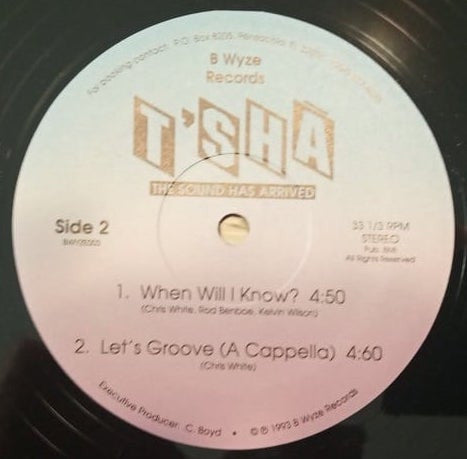 For booking contact: P.O. Box 8205, Pensacola
B Wyze
Records
T'SHĀ
THE SOUND HAS ARRIVED
Side 2
33 1/3 RPM
STEREO
Pub. BMI
All Rights Reserved
1. When Will I Know? 4:50
(Chris White, Rod Benboe, Kelvin Wilson)
2. Let's Groove (A Cappella) 4:60
(Chris White)
Executive Producer: C. Boyd • ©℗ 1993 B Wyze Records